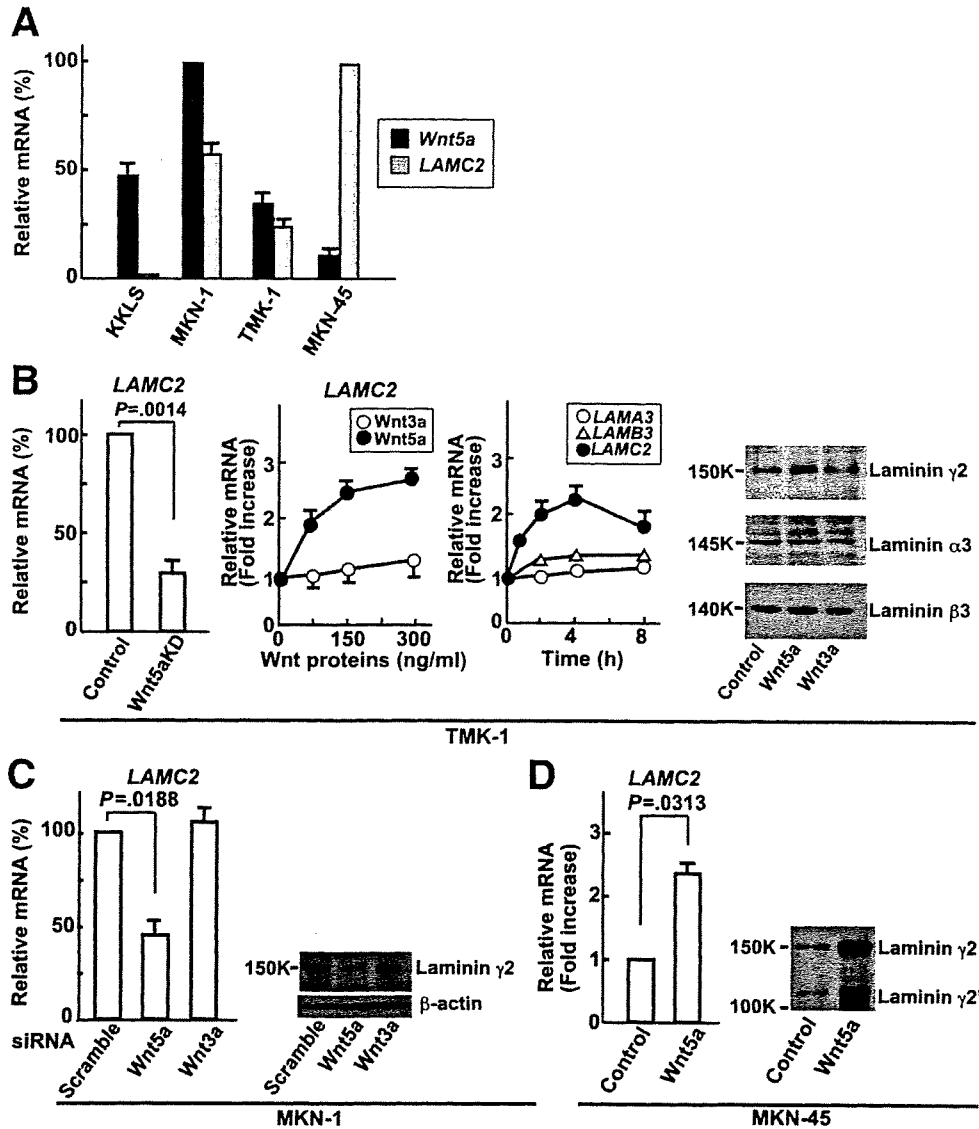 A
Relative mRNA (%)
100
50
0
Wnt5a
LAMC2
KKLS
MKN-1
TMK-1
MKN-45
B
LAMC2
P=.0014
Relative mRNA (%)
100
50
0
Control
Wnt5aKD
LAMC2
Wnt3a
Wnt5a
Relative mRNA
(Fold increase)
3
2
1
0
0 150 300
Wnt proteins (ng/ml)
LAMA3
LAMB3
LAMC2
Relative mRNA
(Fold increase)
3
2
1
0
0 4 8
Time (h)
150K
Laminin γ2
145K
Laminin α3
140K
Laminin β3
Control
Wnt5a
Wnt3a
TMK-1
C
LAMC2
P=.0188
Relative mRNA (%)
100
50
0
siRNA
Scramble
Wnt5a
Wnt3a
150K
Laminin γ2
β-actin
Scramble
Wnt5a
Wnt3a
MKN-1
D
LAMC2
P=.0313
Relative mRNA
(Fold increase)
3
2
1
0
Control
Wnt5a
150K
Laminin γ2
100K
Laminin γ2'
Control
Wnt5a
MKN-45